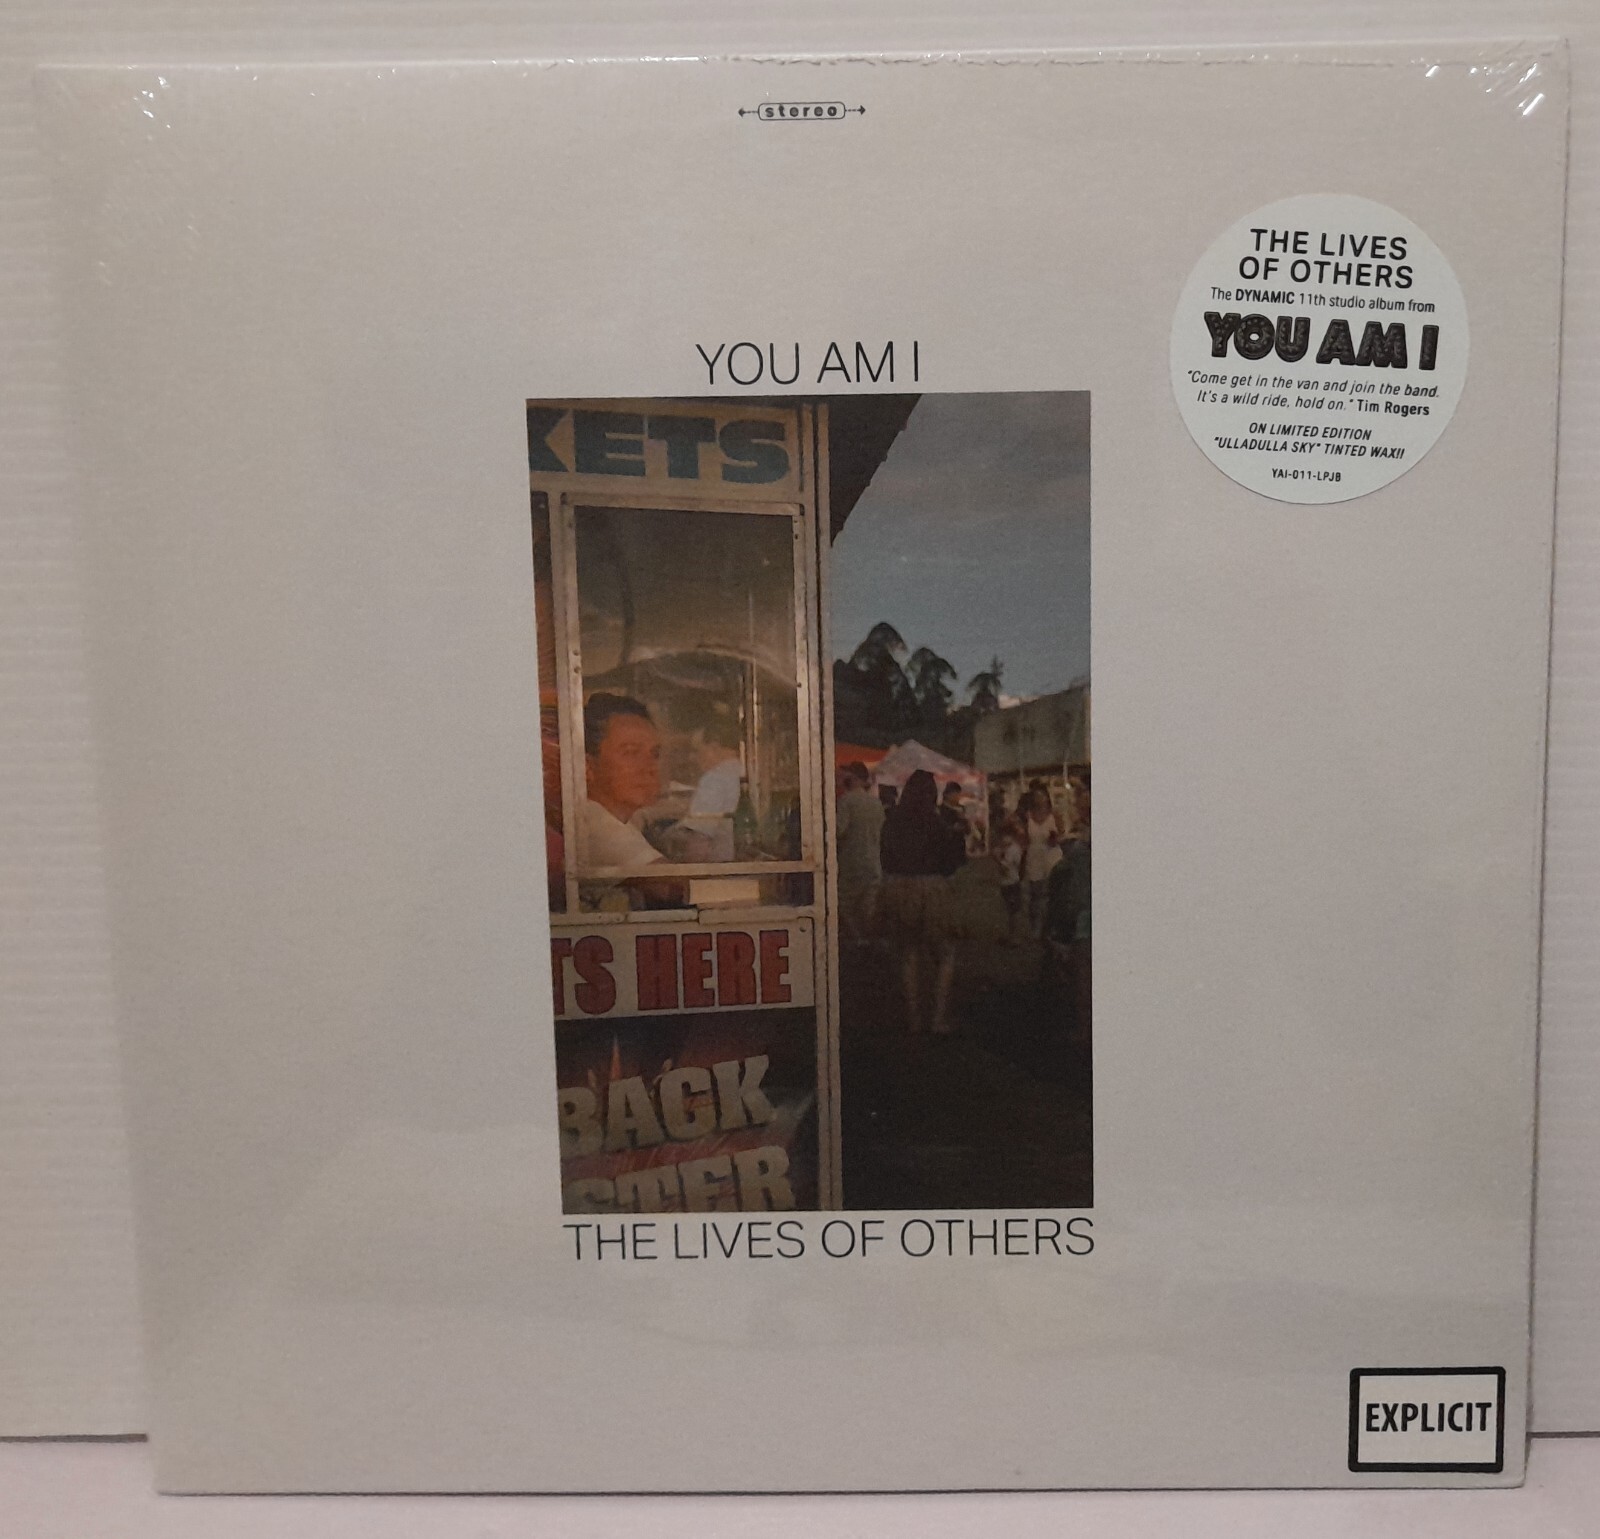 stereo
THE LIVES
OF OTHERS
The DYNAMIC 11th studio album from
YOU AM I
"Come get in the van and join the band.
It's a wild ride, hold on." Tim Rogers
ON LIMITED EDITION
"ULLADULLA SKY" TINTED WAX!!
YAI-011-LPJB
YOU AM I
KETS
TS HERE
BACK
STER
THE LIVES OF OTHERS
EXPLICIT